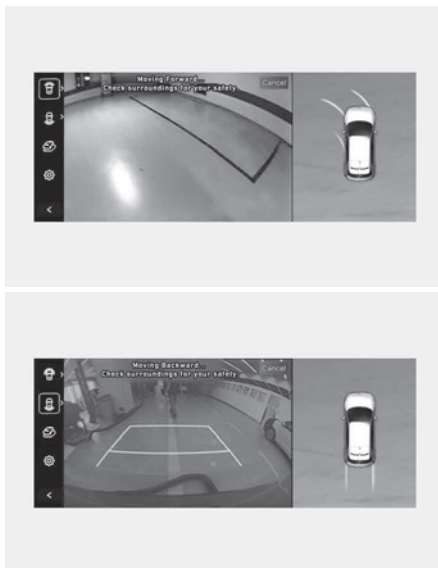 Moving Forward...
Check surroundings for your safety.
Cancel
Moving Backward...
Check surroundings for your safety.
Cancel